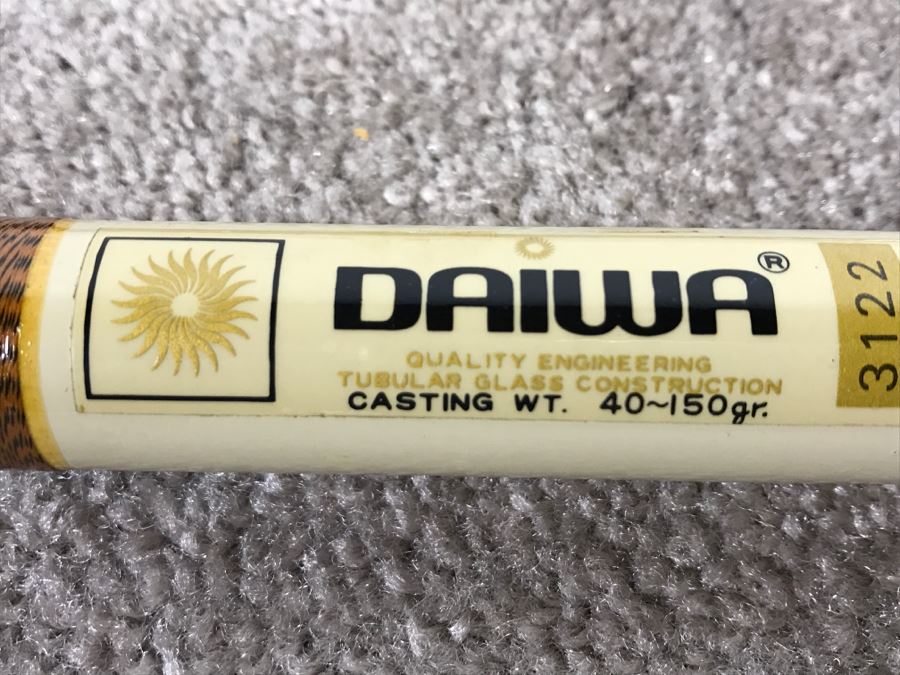 DAIWA®
QUALITY ENGINEERING
TUBULAR GLASS CONSTRUCTION
CASTING WT. 40~150gr.
3122